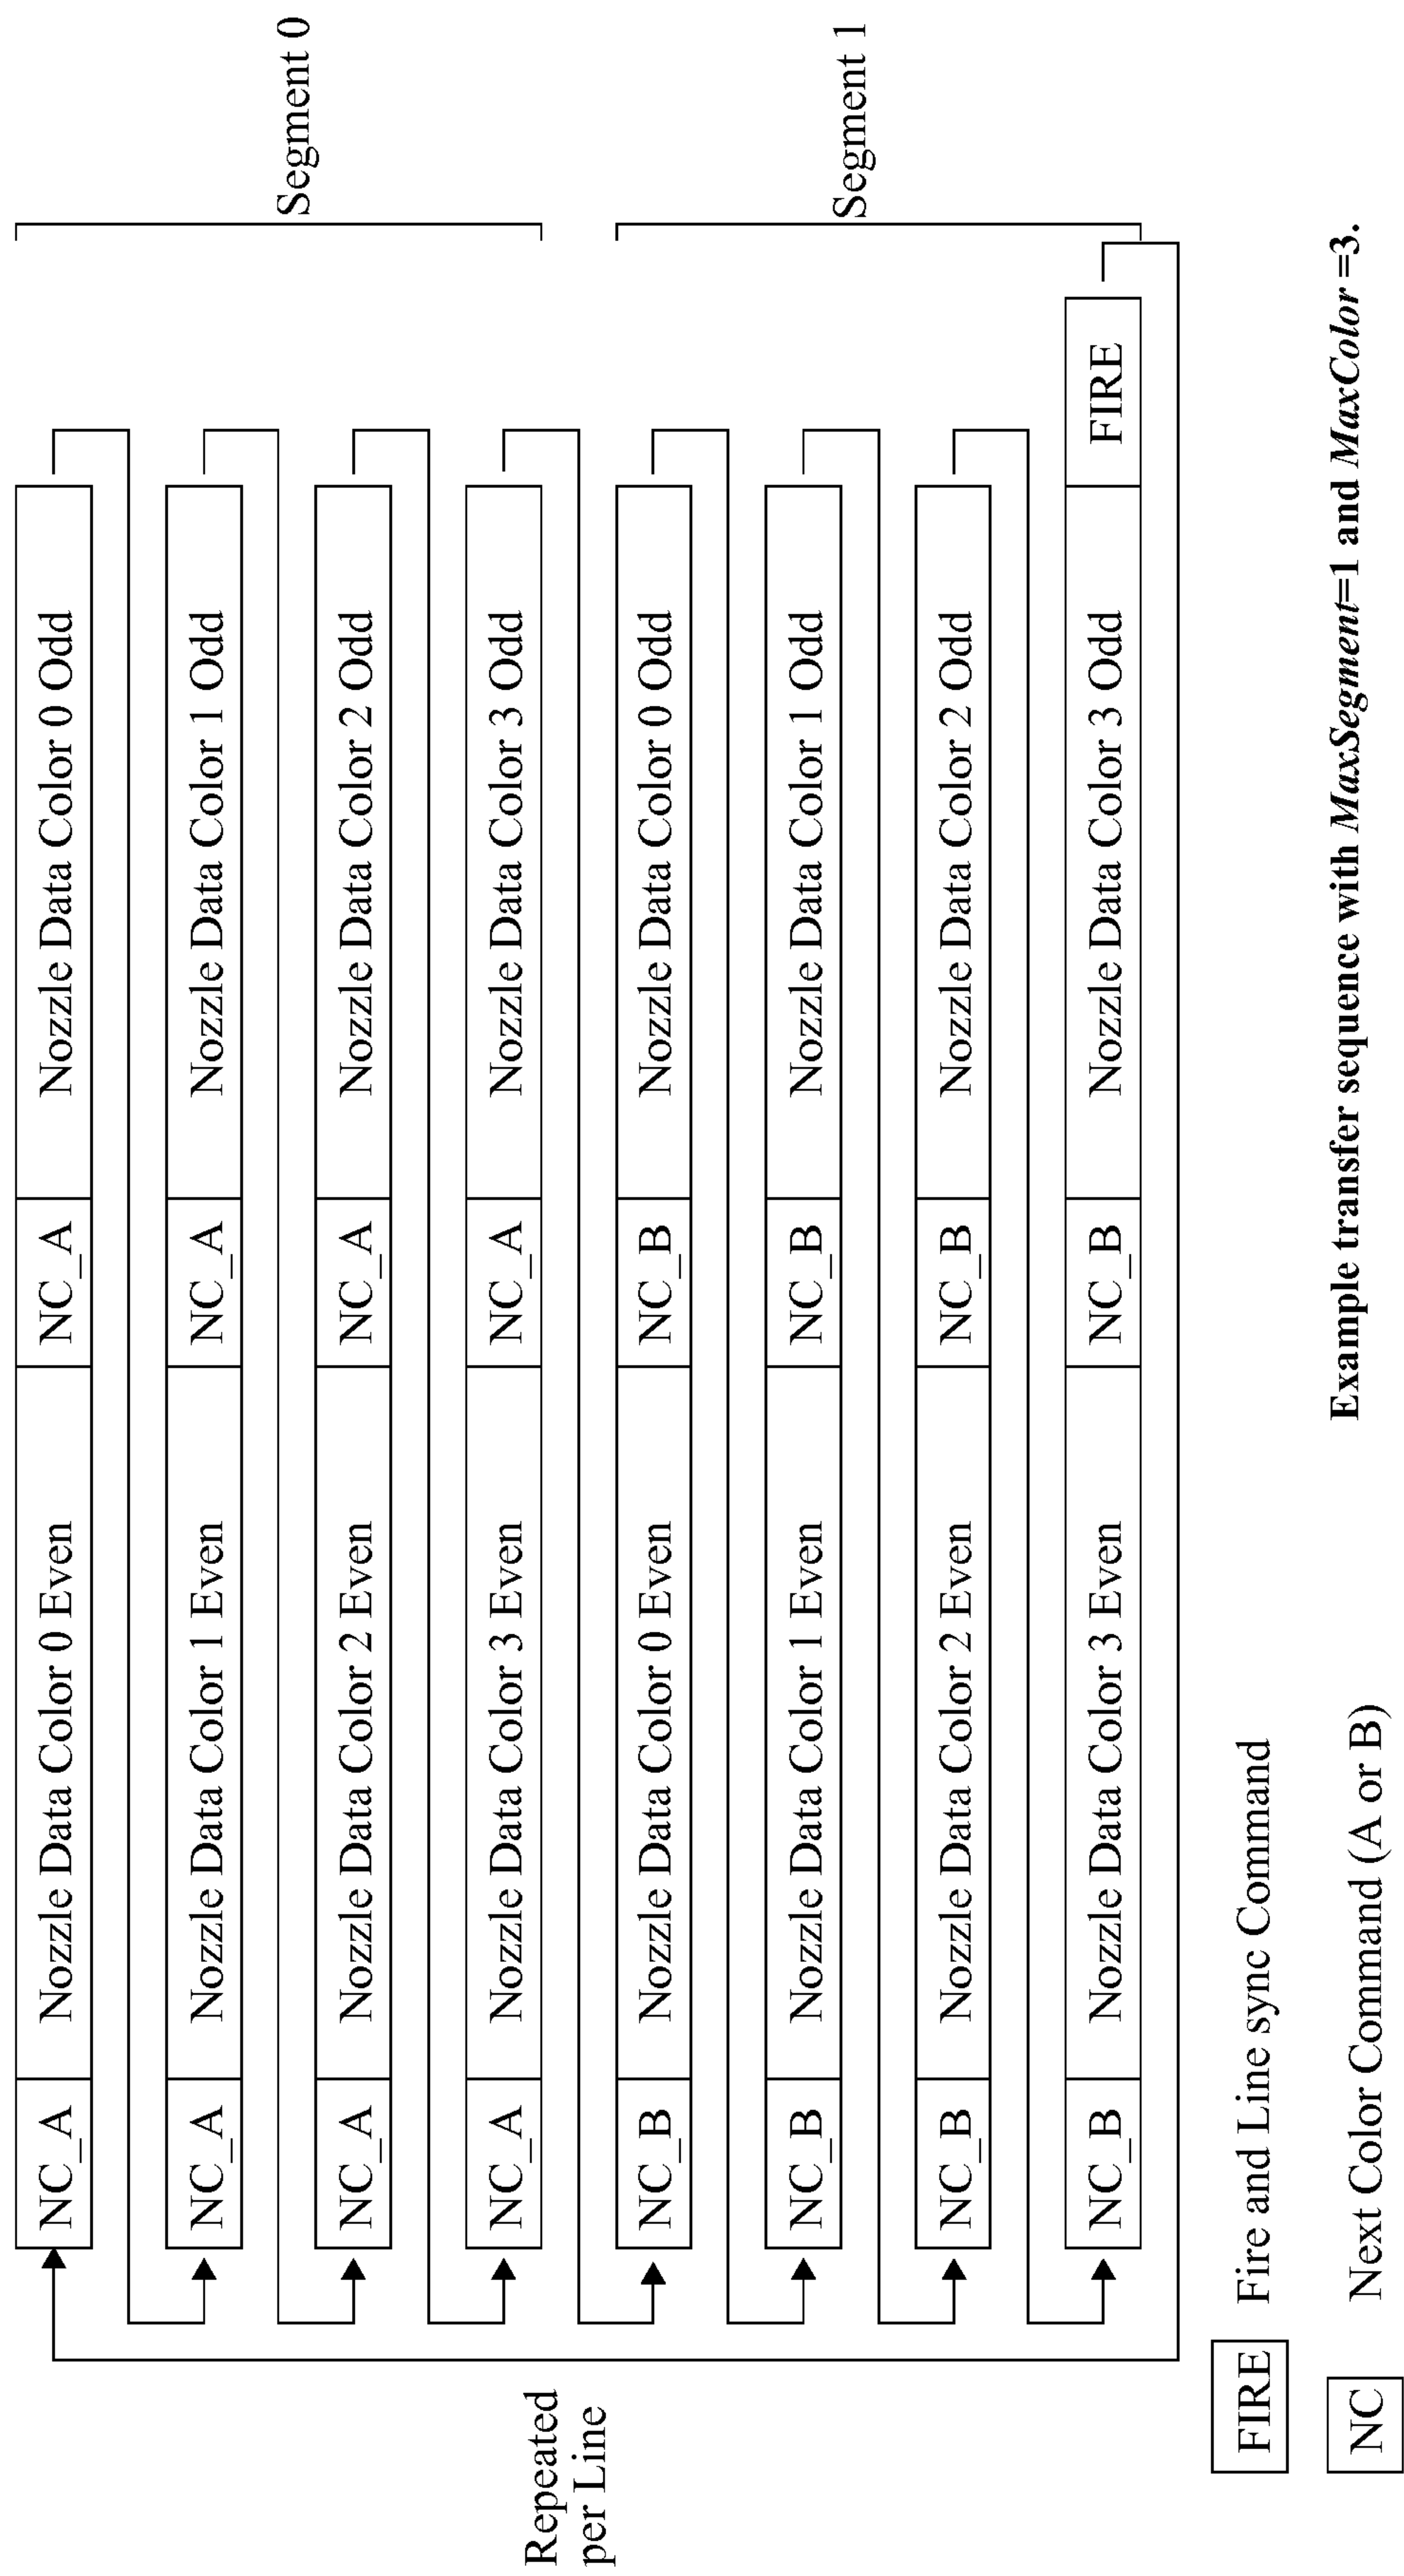 NC_A Nozzle Data Color 0 Even NC_A Nozzle Data Color 0 Odd
NC_A Nozzle Data Color 1 Even NC_A Nozzle Data Color 1 Odd
NC_A Nozzle Data Color 2 Even NC_A Nozzle Data Color 2 Odd
NC_A Nozzle Data Color 3 Even NC_A Nozzle Data Color 3 Odd
Segment 0
NC_B Nozzle Data Color 0 Even NC_B Nozzle Data Color 0 Odd
NC_B Nozzle Data Color 1 Even NC_B Nozzle Data Color 1 Odd
NC_B Nozzle Data Color 2 Even NC_B Nozzle Data Color 2 Odd
NC_B Nozzle Data Color 3 Even NC_B Nozzle Data Color 3 Odd FIRE
Segment 1
Repeated
per Line
FIRE Fire and Line sync Command
NC Next Color Command (A or B)
Example transfer sequence with MaxSegment=1 and MaxColor =3.